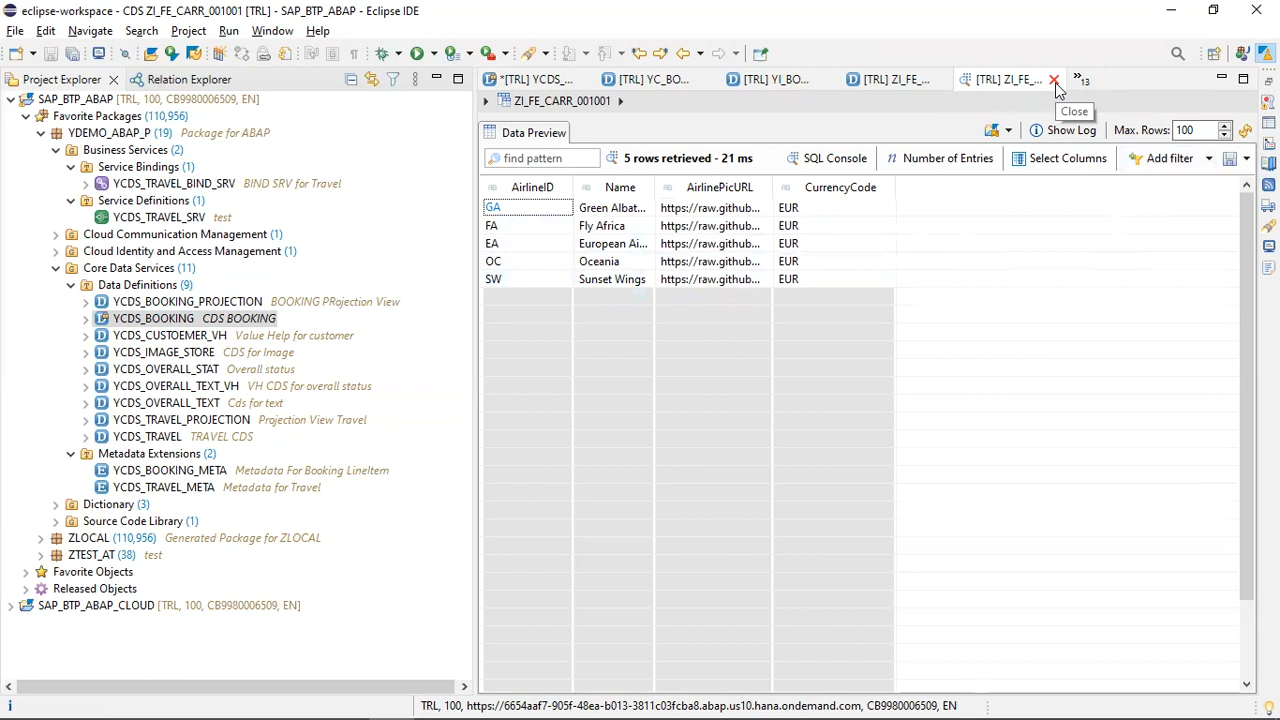 eclipse-workspace - CDS ZI_FE_CARR_001001 [TRL] - SAP_BTP_ABAP - Eclipse IDE
File Edit Navigate Search Project Run Window Help
Project Explorer Relation Explorer
*[TRL] YCDS_... [TRL] YC_BO... [TRL] YI_BO... [TRL] ZI_FE_... [TRL] ZI_FE_... 13
Close
SAP_BTP_ABAP [TRL, 100, CB9980006509, EN]
Favorite Packages (110,956)
YDEMO_ABAP_P (19) Package for ABAP
Business Services (2)
Service Bindings (1)
YCDS_TRAVEL_BIND_SRV BIND SRV for Travel
Service Definitions (1)
YCDS_TRAVEL_SRV test
Cloud Communication Management (1)
Cloud Identity and Access Management (1)
Core Data Services (11)
Data Definitions (9)
YCDS_BOOKING_PROJECTION BOOKING PRojection View
YCDS_BOOKING CDS BOOKING
YCDS_CUSTOEMER_VH Value Help for customer
YCDS_IMAGE_STORE CDS for Image
YCDS_OVERALL_STAT Overall status
YCDS_OVERALL_TEXT_VH VH CDS for overall status
YCDS_OVERALL_TEXT Cds for text
YCDS_TRAVEL_PROJECTION Projection View Travel
YCDS_TRAVEL TRAVEL CDS
Metadata Extensions (2)
YCDS_BOOKING_META Metadata For Booking LineItem
YCDS_TRAVEL_META Metadata for Travel
Dictionary (3)
Source Code Library (1)
ZLOCAL (110,956) Generated Package for ZLOCAL
ZTEST_AT (38) test
Favorite Objects
Released Objects
SAP_BTP_ABAP_CLOUD [TRL, 100, CB9980006509, EN]
ZI_FE_CARR_001001
Data Preview
Show Log Max. Rows: 100
find pattern 5 rows retrieved - 21 ms SQL Console Number of Entries Select Columns Add filter
AirlineID Name AirlinePicURL CurrencyCode
GA Green Albat... https://raw.github... EUR
FA Fly Africa https://raw.github... EUR
EA European Ai... https://raw.github... EUR
OC Oceania https://raw.github... EUR
SW Sunset Wings https://raw.github... EUR
TRL, 100, https://6654aaf7-905f-48ea-b013-3811c03fcba8.abap.us10.hana.ondemand.com, CB9980006509, EN